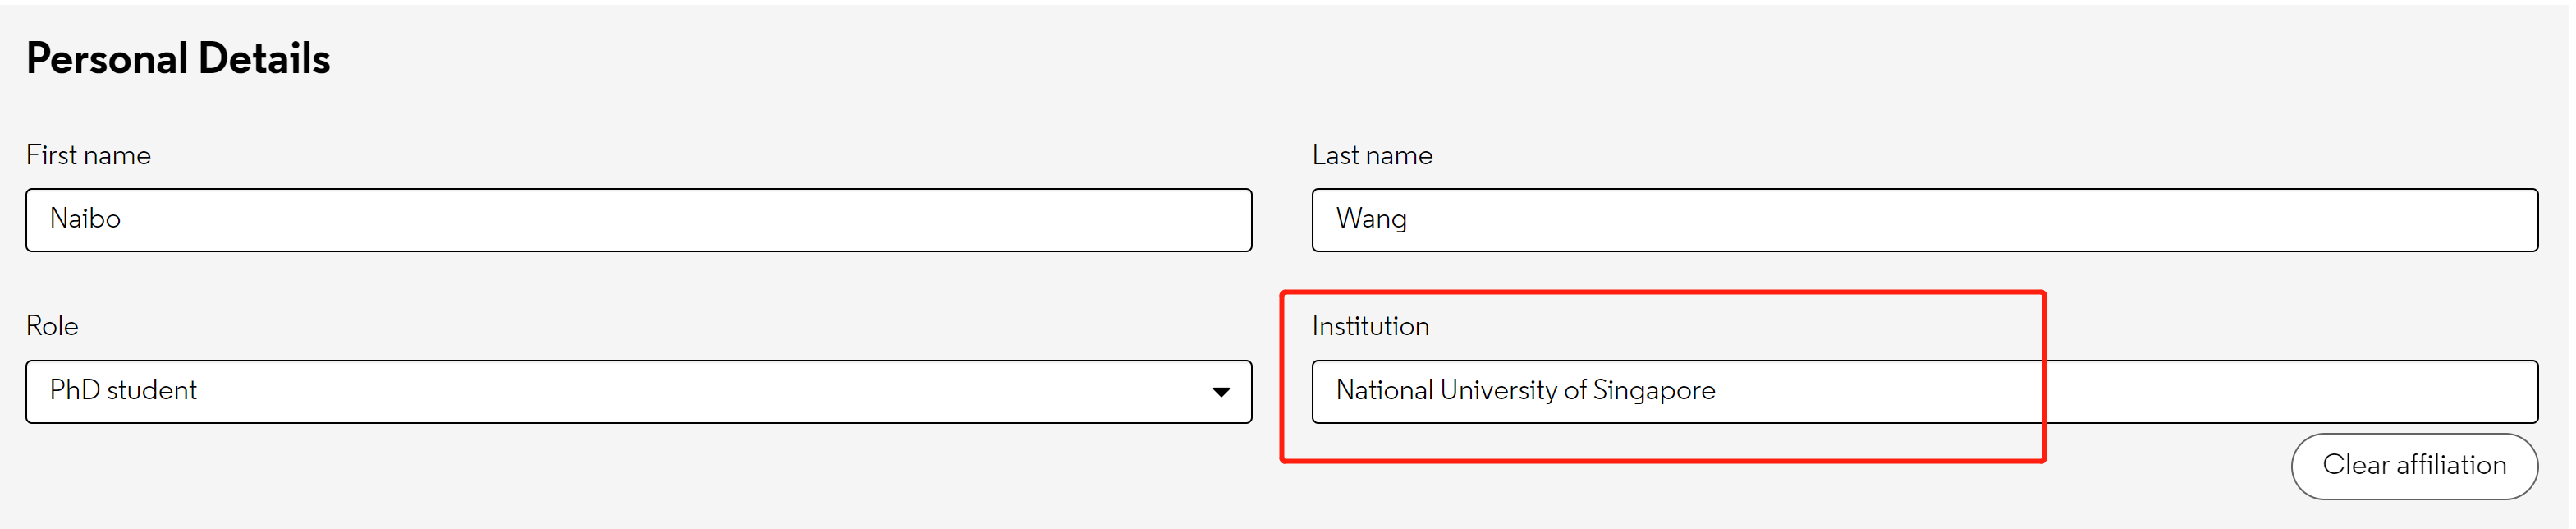 Personal Details
First name
Last name
Naibo
Wang
Role
Institution
PhD student
National University of Singapore
Clear affiliation